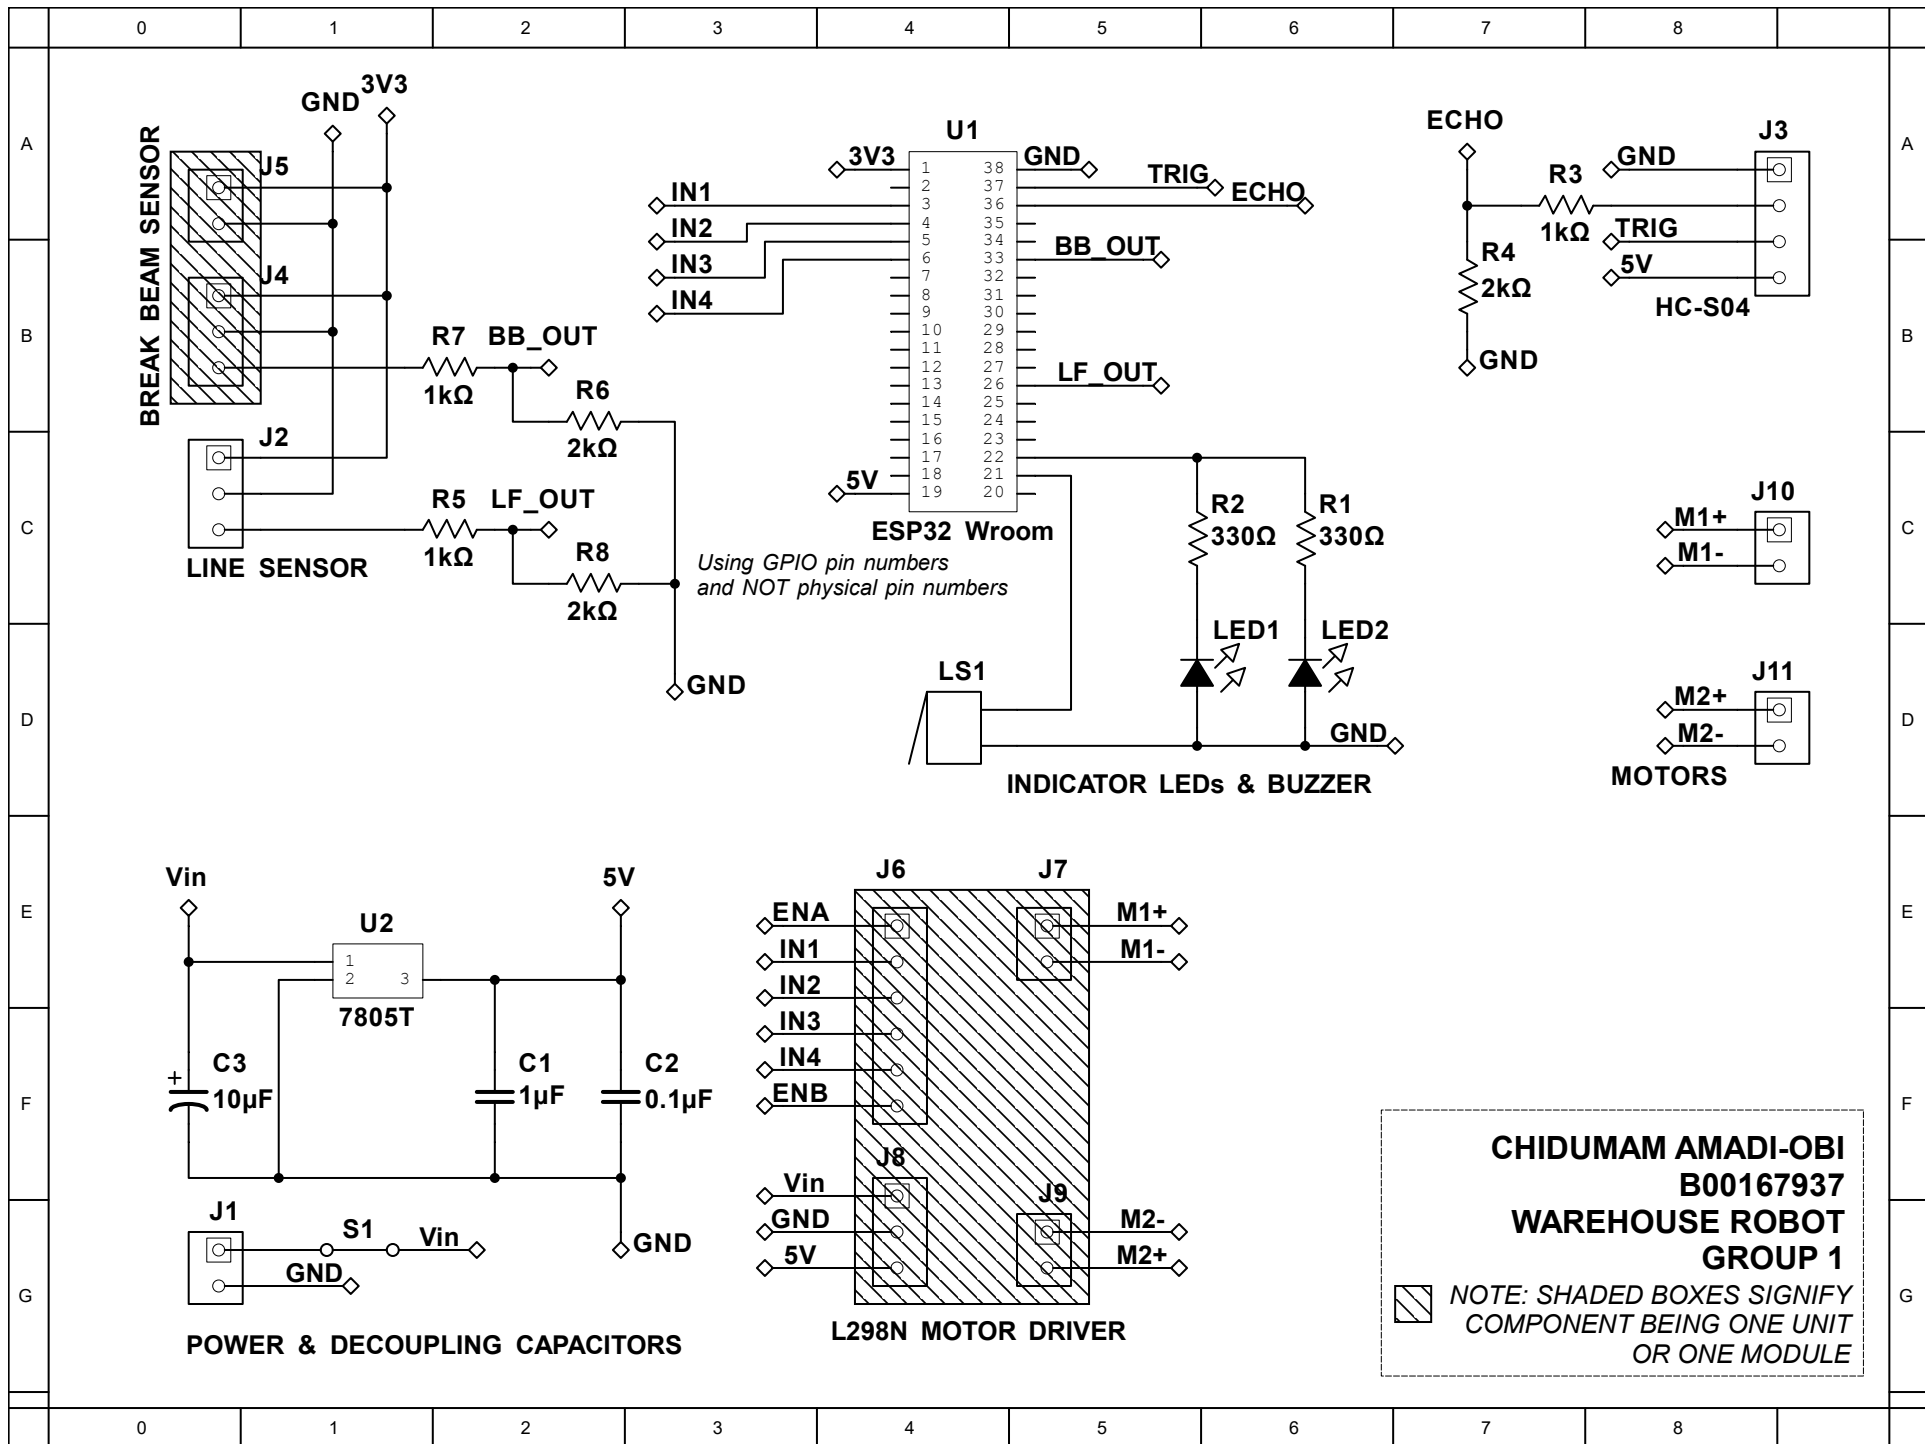 0 1 2 3 4 5 6 7 8
A
B
C
D
E
F
G
A
B
C
D
E
F
G
0 1 2 3 4 5 6 7 8
BREAK BEAM SENSOR
GND
3V3
J5
J4
R7
1kΩ
BB_OUT
R6
2kΩ
J2
LINE SENSOR
R5
1kΩ
LF_OUT
R8
2kΩ
GND
U1
3V3
IN1
IN2
IN3
IN4
5V
1 38
2 37
3 36
4 35
5 34
6 33
7 32
8 31
9 30
10 29
11 28
12 27
13 26
14 25
15 24
16 23
17 22
18 21
19 20
GND
TRIG
ECHO
BB_OUT
LF_OUT
ESP32 Wroom
Using GPIO pin numbers
and NOT physical pin numbers
R2
330Ω
R1
330Ω
LED1
LED2
LS1
GND
INDICATOR LEDs & BUZZER
ECHO
R3
1kΩ
R4
2kΩ
GND
J3
GND
TRIG
5V
HC-S04
J10
M1+
M1-
J11
M2+
M2-
MOTORS
Vin
U2
1
2 3
7805T
5V
+
C3
10µF
C1
1µF
C2
0.1µF
J1
S1
Vin
GND
GND
POWER & DECOUPLING CAPACITORS
J6
ENA
IN1
IN2
IN3
IN4
ENB
J7
M1+
M1-
J8
Vin
GND
5V
J9
M2-
M2+
L298N MOTOR DRIVER
CHIDUMAM AMADI-OBI
B00167937
WAREHOUSE ROBOT
GROUP 1
NOTE: SHADED BOXES SIGNIFY
COMPONENT BEING ONE UNIT
OR ONE MODULE